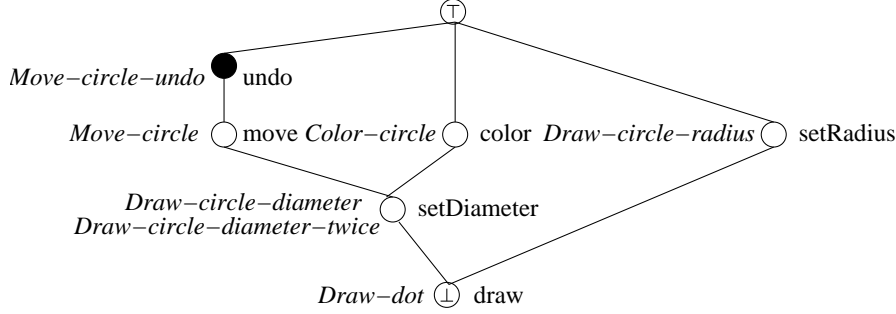 ⊤
Move−circle−undo undo
Move−circle move Color−circle color Draw−circle−radius setRadius
Draw−circle−diameter
Draw−circle−diameter−twice setDiameter
Draw−dot ⊥ draw